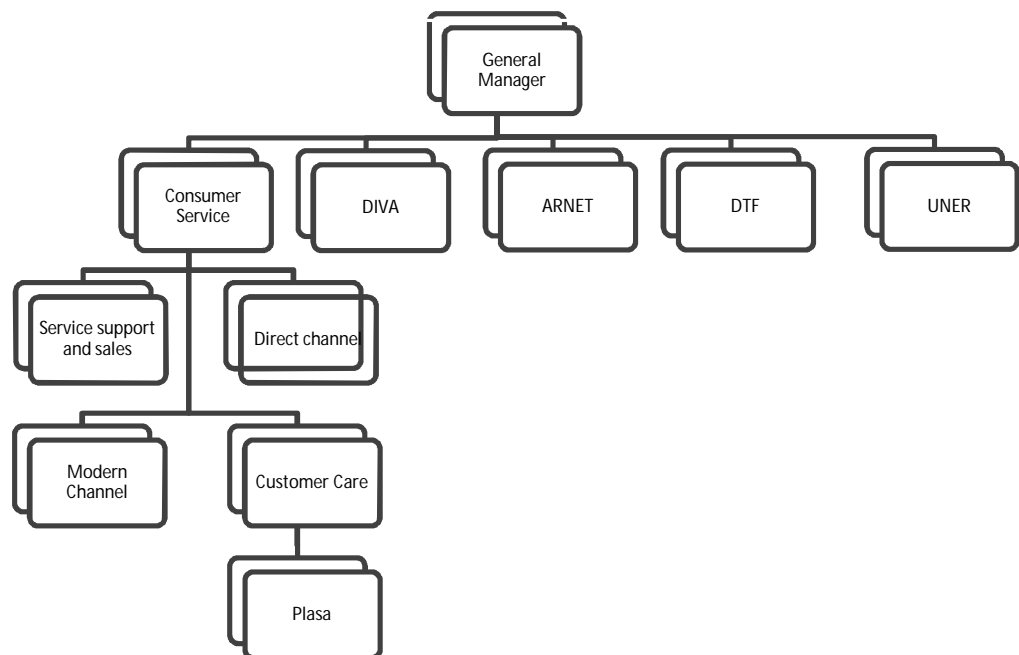 General
Manager
Consumer
Service
DIVA
ARNET
DTF
UNER
Service support
and sales
Direct channel
Modern
Channel
Customer Care
Plasa